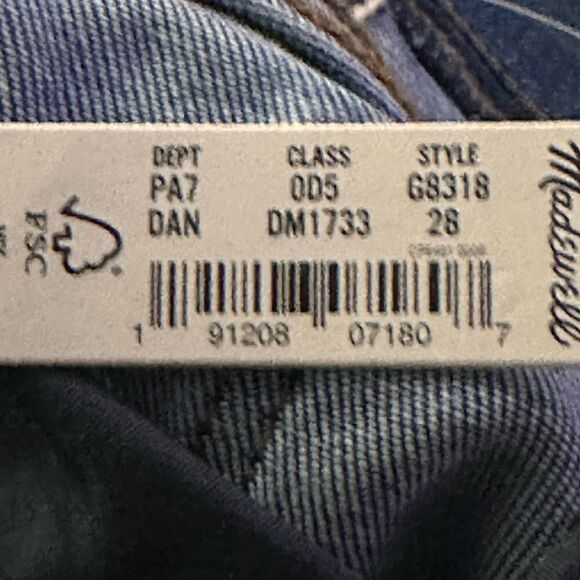 DEPT CLASS STYLE
PA7 0D5 G8318
DAN DM1733 28
1 91208 07180 7
Madewell
FSC